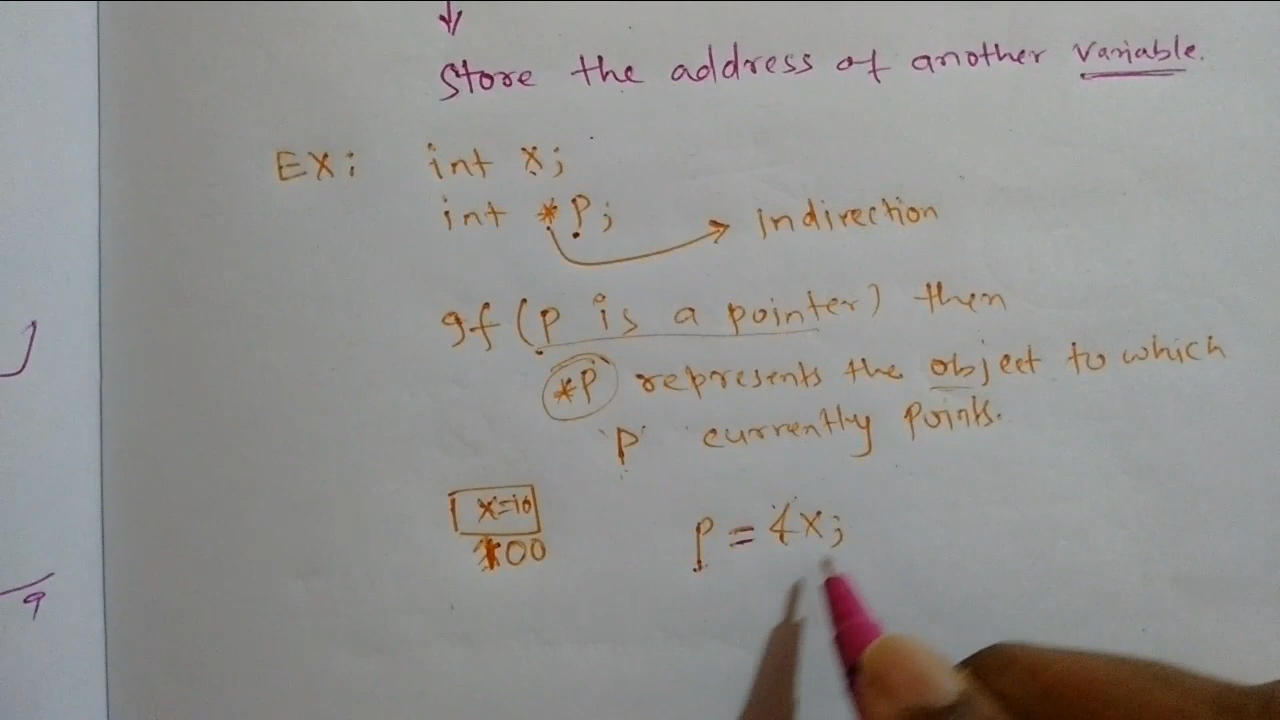 Store the address of another variable.
EX: int x;
int *P; → indirection
If (P is a pointer) then
*P represents the object to which
'P' currently points.
x=10
100
P = &x;